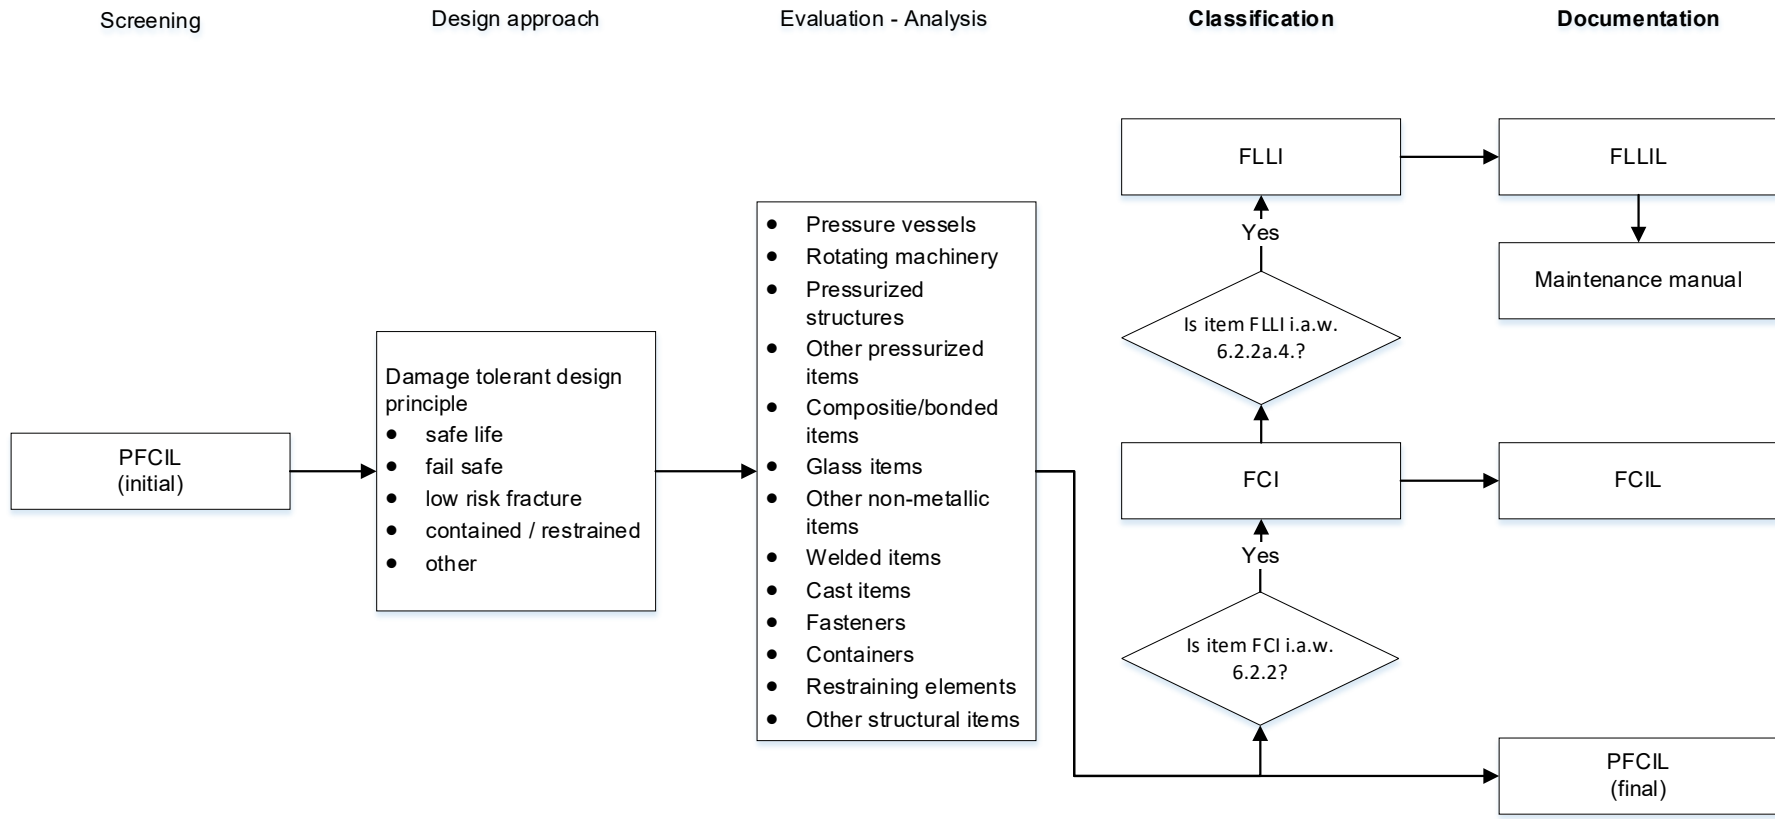 Screening
Design approach
Evaluation - Analysis
Classification
Documentation
PFCIL
(initial)
Damage tolerant design
principle
● safe life
● fail safe
● low risk fracture
● contained / restrained
● other
● Pressure vessels
● Rotating machinery
● Pressurized
structures
● Other pressurized
items
● Compositie/bonded
items
● Glass items
● Other non-metallic
items
● Welded items
● Cast items
● Fasteners
● Containers
● Restraining elements
● Other structural items
FLLI
Yes
Is item FLLI i.a.w.
6.2.2a.4.?
FCI
Yes
Is item FCI i.a.w.
6.2.2?
FLLIL
Maintenance manual
FCIL
PFCIL
(final)